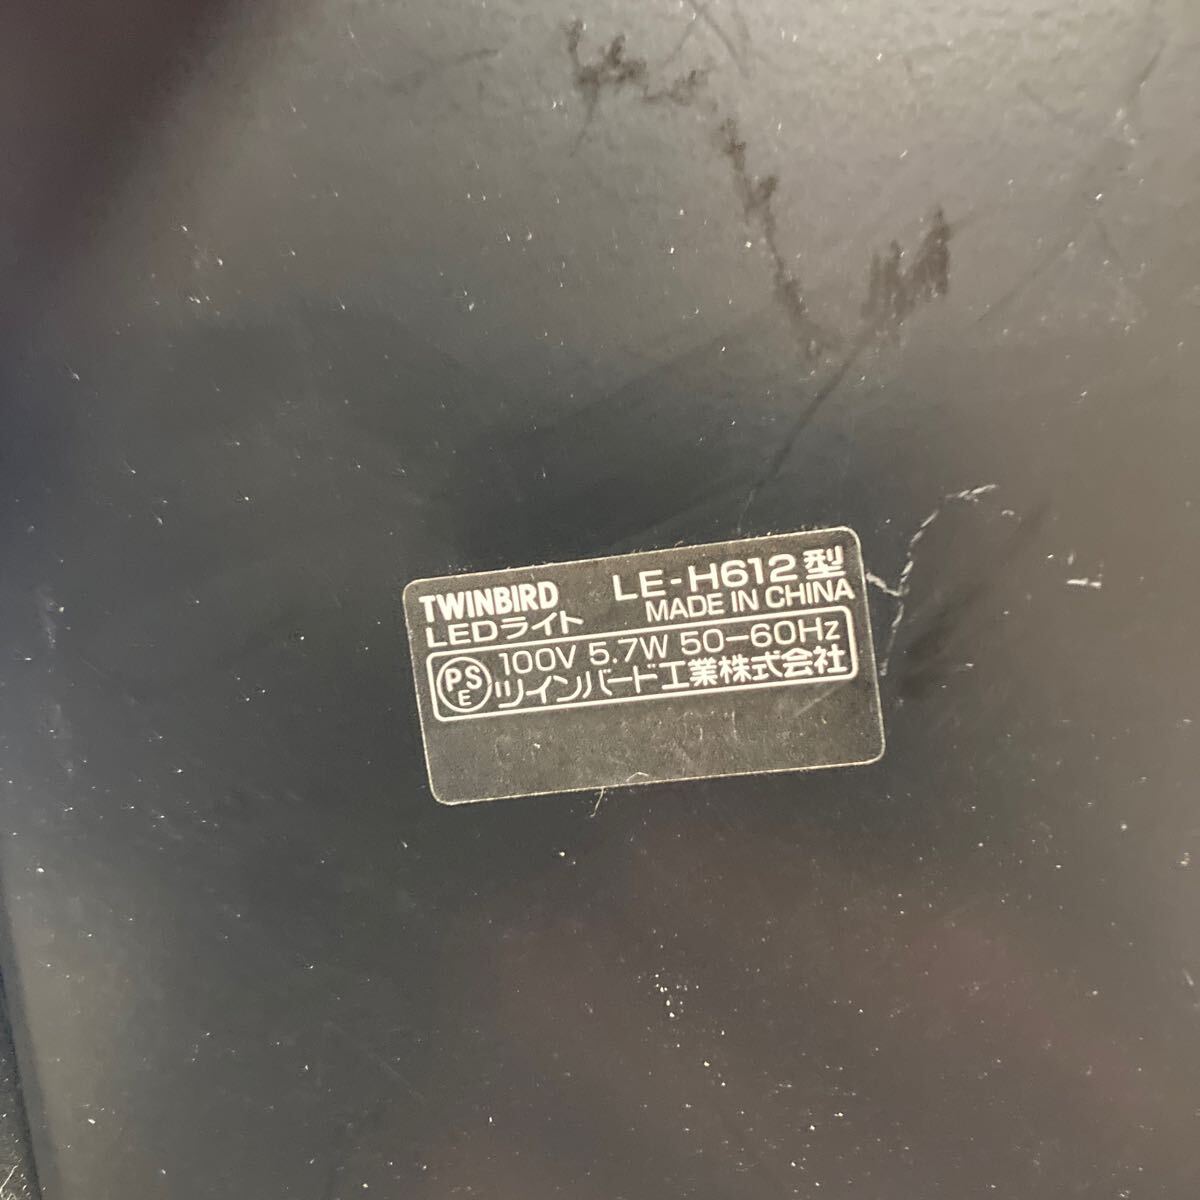 TWINBIRD LE-H612型
LEDライト MADE IN CHINA
PSE 100V 5.7W 50-60Hz
ツインバード工業株式会社